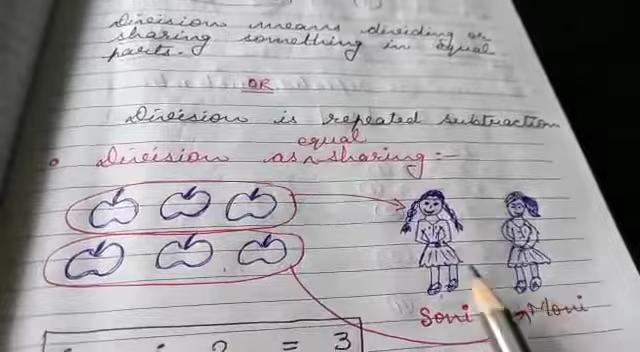 Division means dividing or
sharing something in equal
parts.
OR
Division is repeated subtraction
equal
Division as sharing :-
Soni
Moni
2 = 3